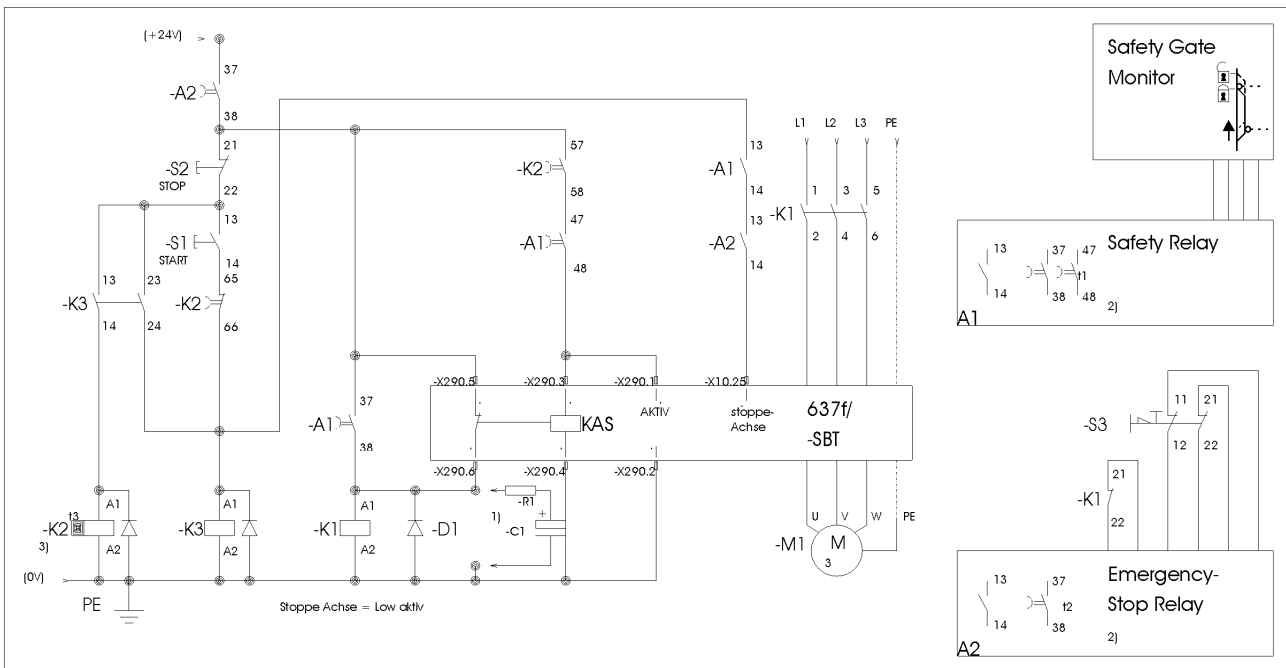 (+24V)
37
-A2
38
21
-S2
STOP
22
13
-S1
START
14
13
23
65
-K3
-K2
14
24
66
57
-K2
58
47
-A1
48
13
-A1
14
13
-A2
14
L1
L2
L3
PE
1
3
5
-K1
2
4
6
37
-A1
38
-X290.5
-X290.3
-X290.1
-X10.25
KAS
AKTIV
stoppe-
Achse
637f/
-SBT
-X290.6
-X290.4
-X290.2
t3
A1
-K2
3)
A2
A1
-K3
A2
A1
-K1
A2
-D1
-R1
1)
+
-C1
U
V
W
PE
-M1
M
3
(0V)
PE
Stoppe Achse = Low aktiv
Safety Gate
Monitor
Safety Relay
13
37
47
t1
14
38
48
2)
A1
11
21
-S3
12
22
21
-K1
22
Emergency-
Stop Relay
13
37
t2
14
38
2)
A2